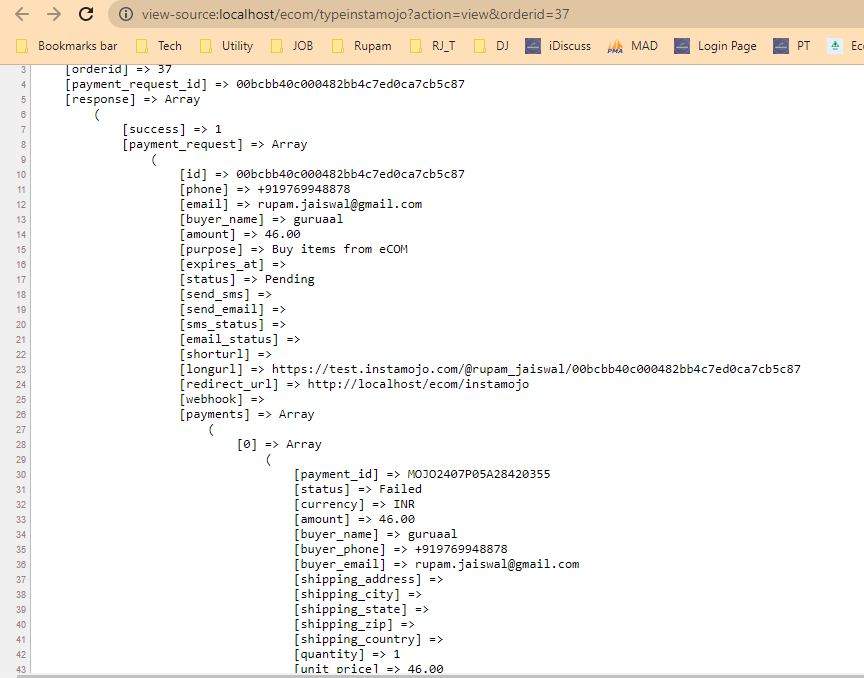 view-source:localhost/ecom/typeinstamojo?action=view&orderid=37
Bookmarks bar Tech Utility JOB Rupam RJ_T DJ iDiscuss MAD Login Page PT Ec
3 [orderid] => 37
4 [payment_request_id] => 00bcbb40c000482bb4c7ed0ca7cb5c87
5 [response] => Array
6 (
7 [success] => 1
8 [payment_request] => Array
9 (
10 [id] => 00bcbb40c000482bb4c7ed0ca7cb5c87
11 [phone] => +919769948878
12 [email] => rupam.jaiswal@gmail.com
13 [buyer_name] => guruaal
14 [amount] => 46.00
15 [purpose] => Buy items from eCOM
16 [expires_at] =>
17 [status] => Pending
18 [send_sms] =>
19 [send_email] =>
20 [sms_status] =>
21 [email_status] =>
22 [shorturl] =>
23 [longurl] => https://test.instamojo.com/@rupam_jaiswal/00bcbb40c000482bb4c7ed0ca7cb5c87
24 [redirect_url] => http://localhost/ecom/instamojo
25 [webhook] =>
26 [payments] => Array
27 (
28 [0] => Array
29 (
30 [payment_id] => MOJO2407P05A28420355
31 [status] => Failed
32 [currency] => INR
33 [amount] => 46.00
34 [buyer_name] => guruaal
35 [buyer_phone] => +919769948878
36 [buyer_email] => rupam.jaiswal@gmail.com
37 [shipping_address] =>
38 [shipping_city] =>
39 [shipping_state] =>
40 [shipping_zip] =>
41 [shipping_country] =>
42 [quantity] => 1
43 [unit_price] => 46.00